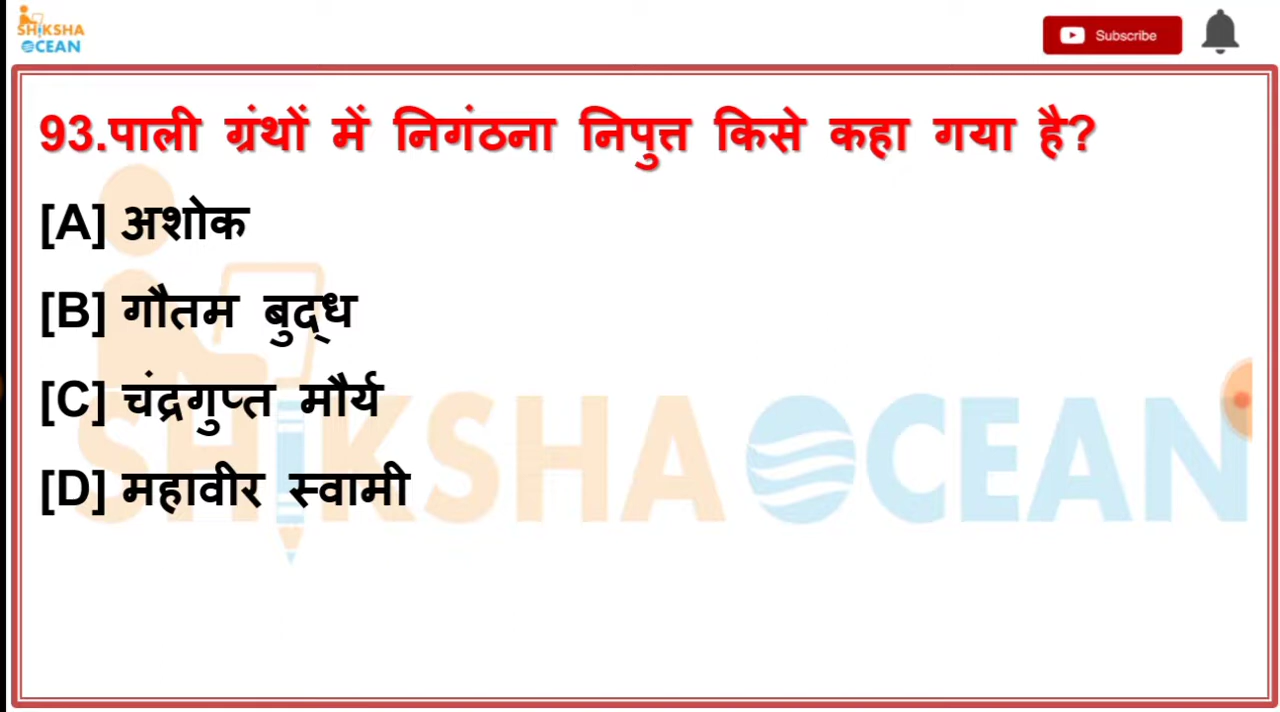 SHIKSHA
OCEAN
Subscribe
93.पाली ग्रंथों में निगंठना निपुत्त किसे कहा गया है?
[A] अशोक
[B] गौतम बुद्ध
[C] चंद्रगुप्त मौर्य
[D] महावीर स्वामी
SHIKSHA OCEAN